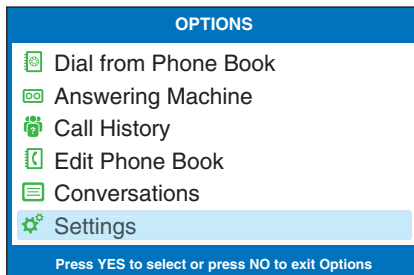 OPTIONS
Dial from Phone Book
Answering Machine
Call History
Edit Phone Book
Conversations
Settings
Press YES to select or press NO to exit Options